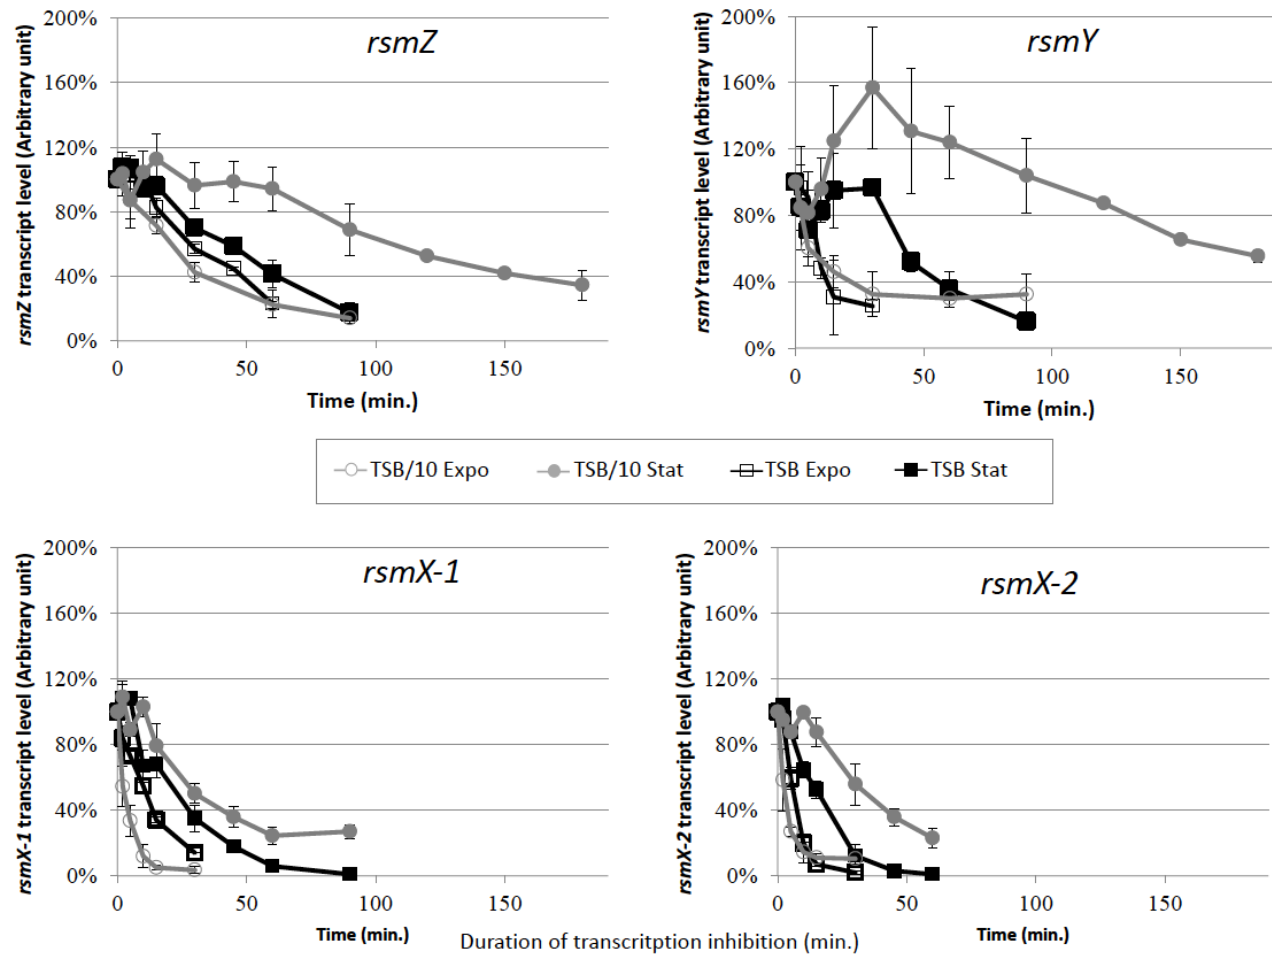 rsmZ
rsmZ transcript level (Arbitrary unit)
200%
160%
120%
80%
40%
0%
0 50 100 150
Time (min.)
rsmY
rsmY transcript level (Arbitrary unit)
200%
160%
120%
80%
40%
0%
0 50 100 150
Time (min.)
TSB/10 Expo TSB/10 Stat TSB Expo TSB Stat
rsmX-1
rsmX-1 transcript level (Arbitrary unit)
200%
160%
120%
80%
40%
0%
0 50 100 150
Time (min.)
rsmX-2
rsmX-2 transcript level (Arbitrary unit)
200%
160%
120%
80%
40%
0%
0 50 100 150
Time (min.)
Duration of transcritption inhibition (min.)